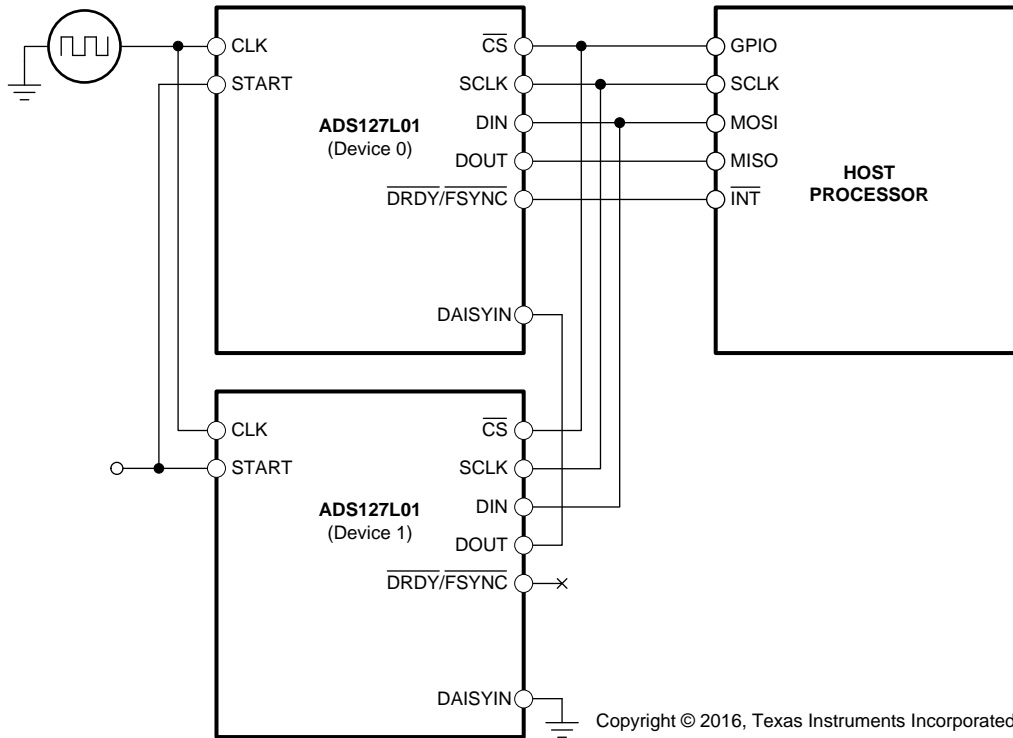 CLK
START
ADS127L01
(Device 0)
CS
SCLK
DIN
DOUT
DRDY/FSYNC
DAISYIN
GPIO
SCLK
MOSI
MISO
INT
HOST
PROCESSOR
CLK
START
ADS127L01
(Device 1)
CS
SCLK
DIN
DOUT
DRDY/FSYNC
DAISYIN
Copyright © 2016, Texas Instruments Incorporated